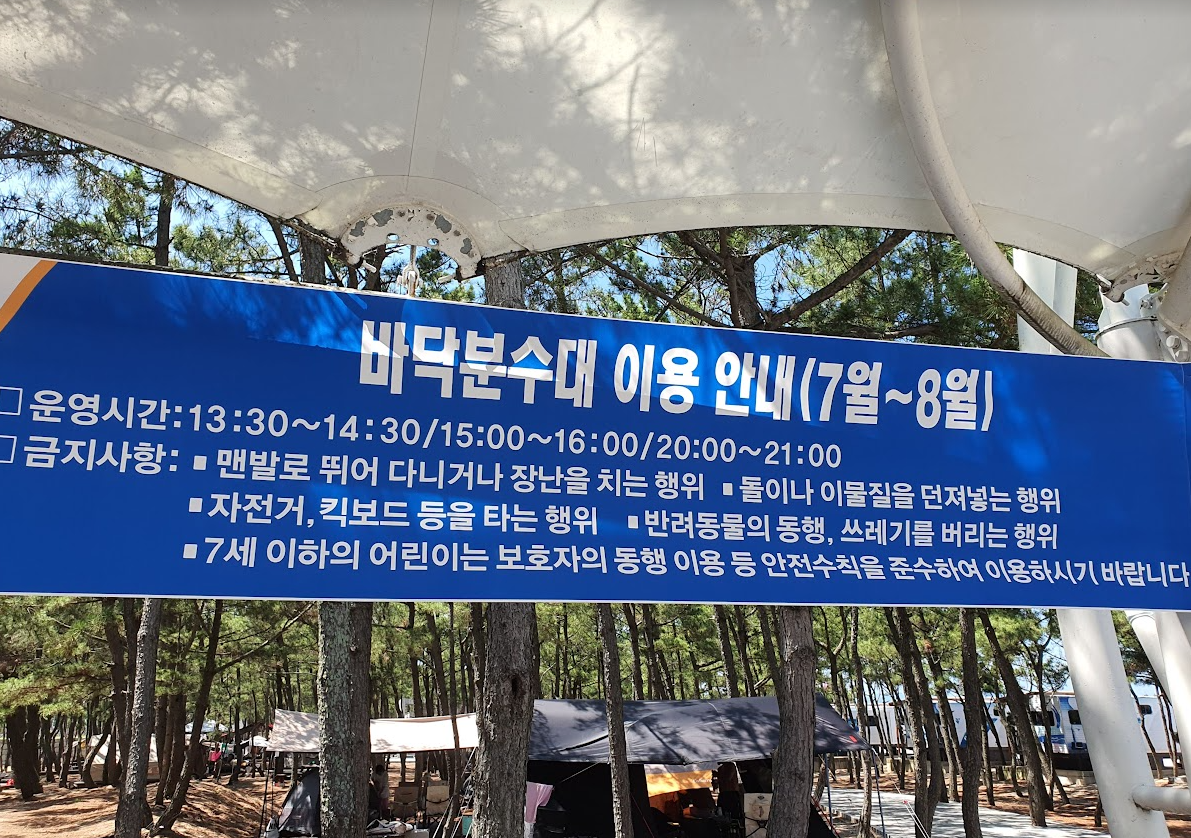 바닥분수대 이용 안내(7월~8월)
□ 운영시간:13:30~14:30/15:00~16:00/20:00~21:00
□ 금지사항: ▪ 맨발로 뛰어 다니거나 장난을 치는 행위 ▪ 돌이나 이물질을 던져넣는 행위
▪ 자전거, 킥보드 등을 타는 행위 ▪ 반려동물의 동행, 쓰레기를 버리는 행위
▪ 7세 이하의 어린이는 보호자의 동행 이용 등 안전수칙을 준수하여 이용하시기 바랍니다